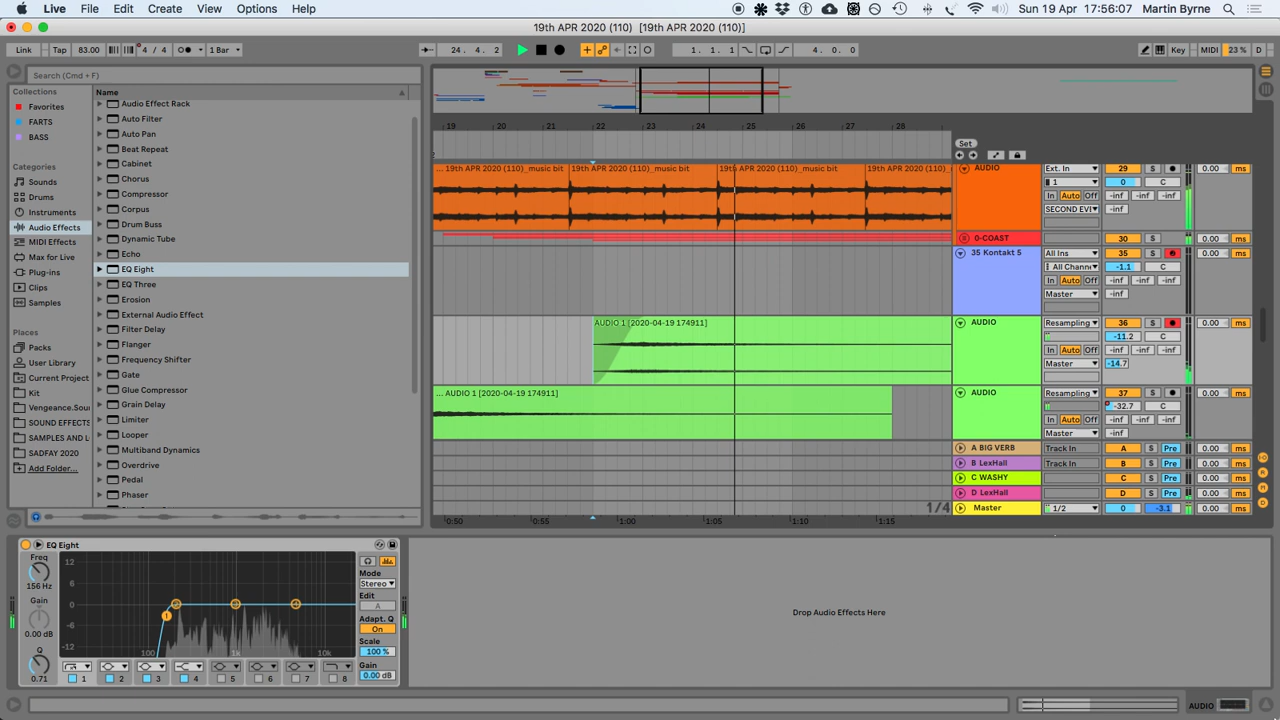 Live File Edit Create View Options Help Sun 19 Apr 17:56:07 Martin Byrne
19th APR 2020 (110) [19th APR 2020 (110)]
Link Tap 83.00 4 / 4 1 Bar 24. 4. 2 1. 1. 1 4. 0. 0 Key MIDI 23 % D
Search (Cmd + F)
Collections
Favorites
FARTS
BASS
Categories
Sounds
Drums
Instruments
Audio Effects
MIDI Effects
Max for Live
Plug-ins
Clips
Samples
Places
Packs
User Library
Current Project
Kit
Vengeance.Soun
SOUND EFFECTS
SAMPLES AND L
SADFAY 2020
Add Folder...
Name
Audio Effect Rack
Auto Filter
Auto Pan
Beat Repeat
Cabinet
Chorus
Compressor
Corpus
Drum Buss
Dynamic Tube
Echo
EQ Eight
EQ Three
Erosion
External Audio Effect
Filter Delay
Flanger
Frequency Shifter
Gate
Glue Compressor
Grain Delay
Limiter
Looper
Multiband Dynamics
Overdrive
Pedal
Phaser
19 20 21 22 23 24 25 26 27 28
Set
... 19th APR 2020 (110)_music bit 19th APR 2020 (110)_music bit 19th APR 2020 (110)_music bit 19th APR 2020 (110)_
AUDIO Ext. In 29 S 0.00 ms
1 0 C
In Auto Off -inf -inf
SECOND EVI -inf
0-COAST 30 S 0.00 ms
35 Kontakt 5 All Ins 35 S 0.00 ms
All Chann -1.1 C
In Auto Off -inf -inf -inf
Master -inf
AUDIO 1 [2020-04-19 174911]
AUDIO Resampling 36 S 0.00 ms
-11.2 C
In Auto Off -inf -inf -inf
Master -14.7
... AUDIO 1 [2020-04-19 174911]
AUDIO Resampling 37 S 0.00 ms
-32.7 C
In Auto Off -inf -inf -inf
Master -inf
A BIG VERB Track In A S Pre 0.00 ms
B LexHall Track In B S Pre 0.00 ms
C WASHY C S Pre 0.00 ms
D LexHall D S Pre 0.00 ms
1/4 Master 1/2 0 -3.1 0.00 ms
0:50 0:55 1:00 1:05 1:10 1:15
EQ Eight
Freq
156 Hz
Gain
0.00 dB
Q
0.71
12
6
0
-6
-12
100 1k 10k
1 2 3 4
1 2 3 4 5 6 7 8
Mode
Stereo
Edit
A
Adapt. Q
On
Scale
100 %
Gain
0.00 dB
Drop Audio Effects Here
AUDIO